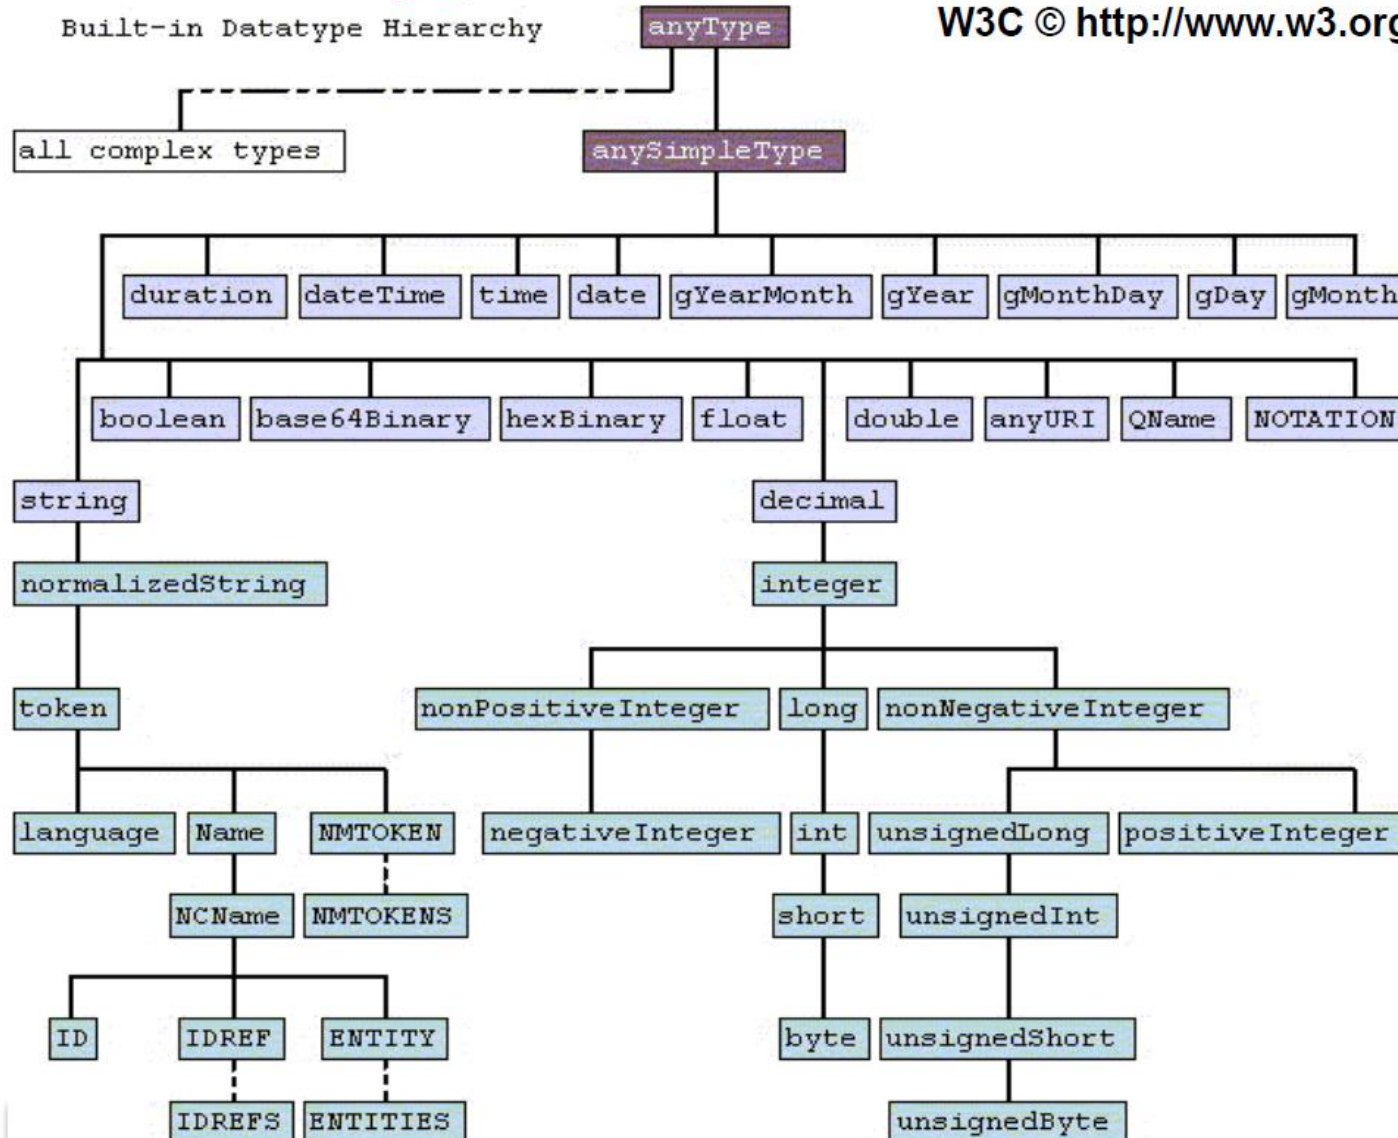 Built-in Datatype Hierarchy
anyType
W3C © http://www.w3.org
all complex types
anySimpleType
duration
dateTime
time
date
gYearMonth
gYear
gMonthDay
gDay
gMonth
boolean
base64Binary
hexBinary
float
double
anyURI
QName
NOTATION
string
decimal
normalizedString
integer
token
nonPositiveInteger
long
nonNegativeInteger
language
Name
NMTOKEN
negativeInteger
int
unsignedLong
positiveInteger
NCName
NMTOKENS
short
unsignedInt
ID
IDREF
ENTITY
byte
unsignedShort
IDREFS
ENTITIES
unsignedByte